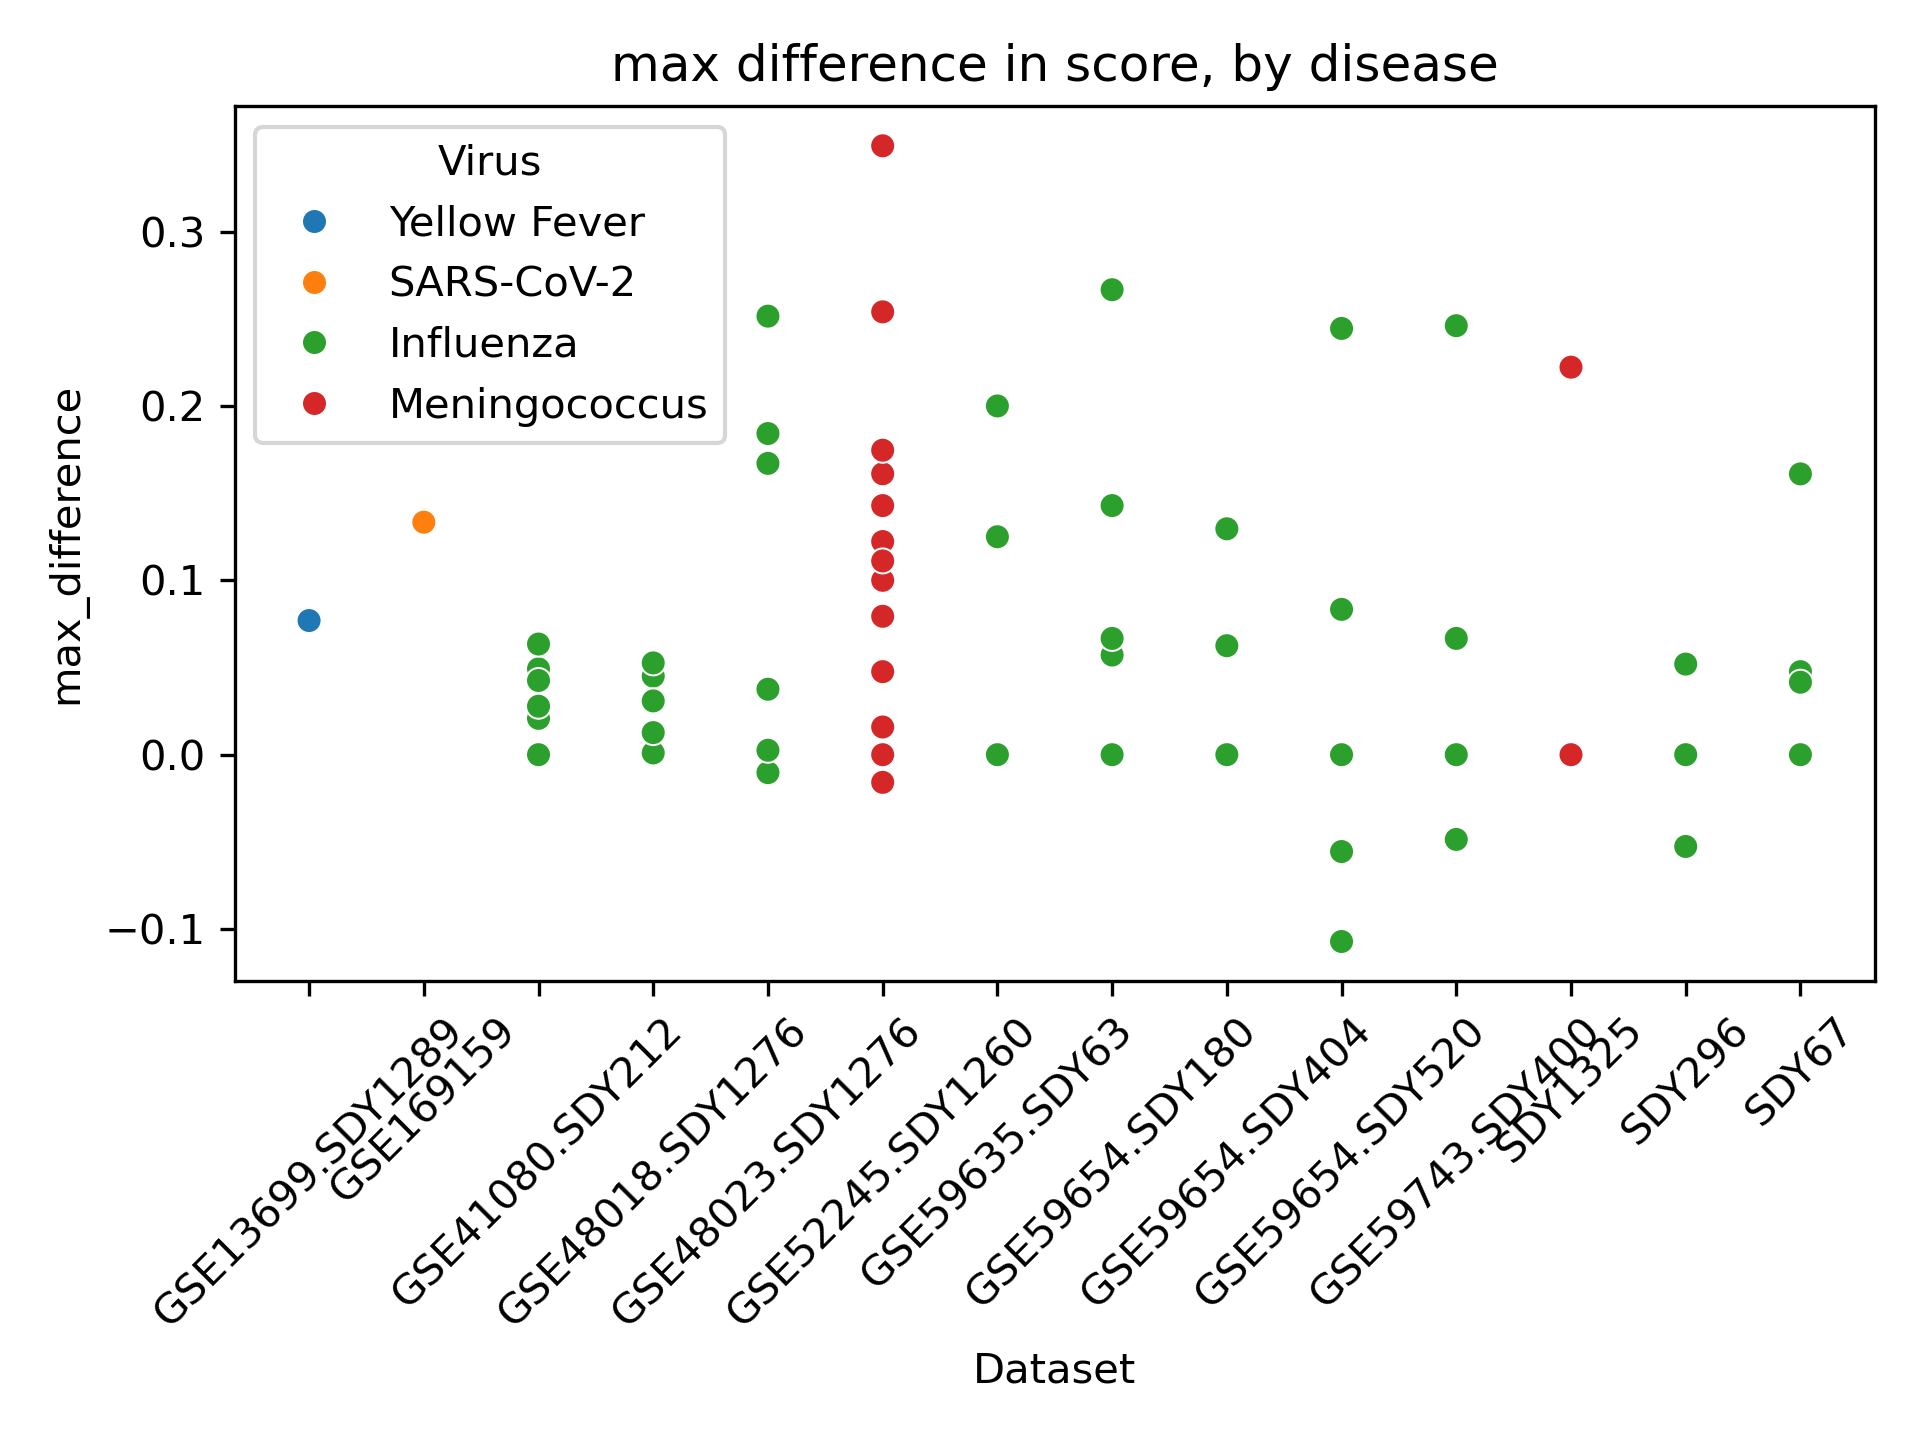 max difference in score, by disease
Virus
Yellow Fever
SARS-CoV-2
Influenza
Meningococcus
max_difference
0.3
0.2
0.1
0.0
−0.1
GSE13699.SDY1289
GSE169159
GSE41080.SDY212
GSE48018.SDY1276
GSE48023.SDY1276
GSE52245.SDY1260
GSE59635.SDY63
GSE59654.SDY180
GSE59654.SDY404
GSE59654.SDY520
GSE59743.SDY400
SDY1325
SDY296
SDY67
Dataset